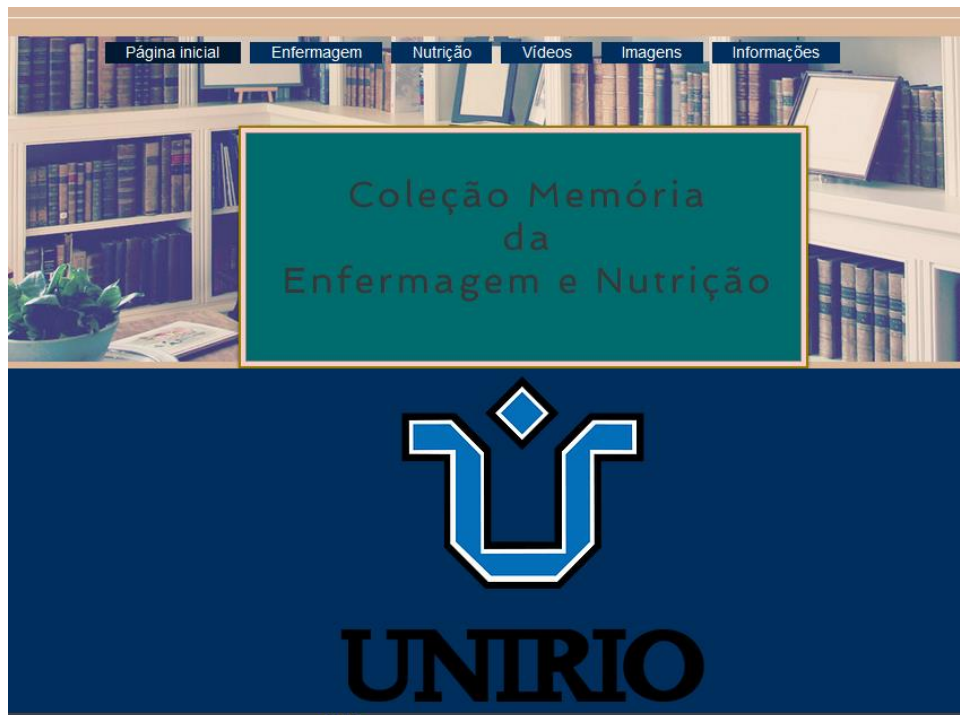 Página inicial Enfermagem Nutrição Vídeos Imagens Informações
Coleção Memória
da
Enfermagem e Nutrição
UNIRIO